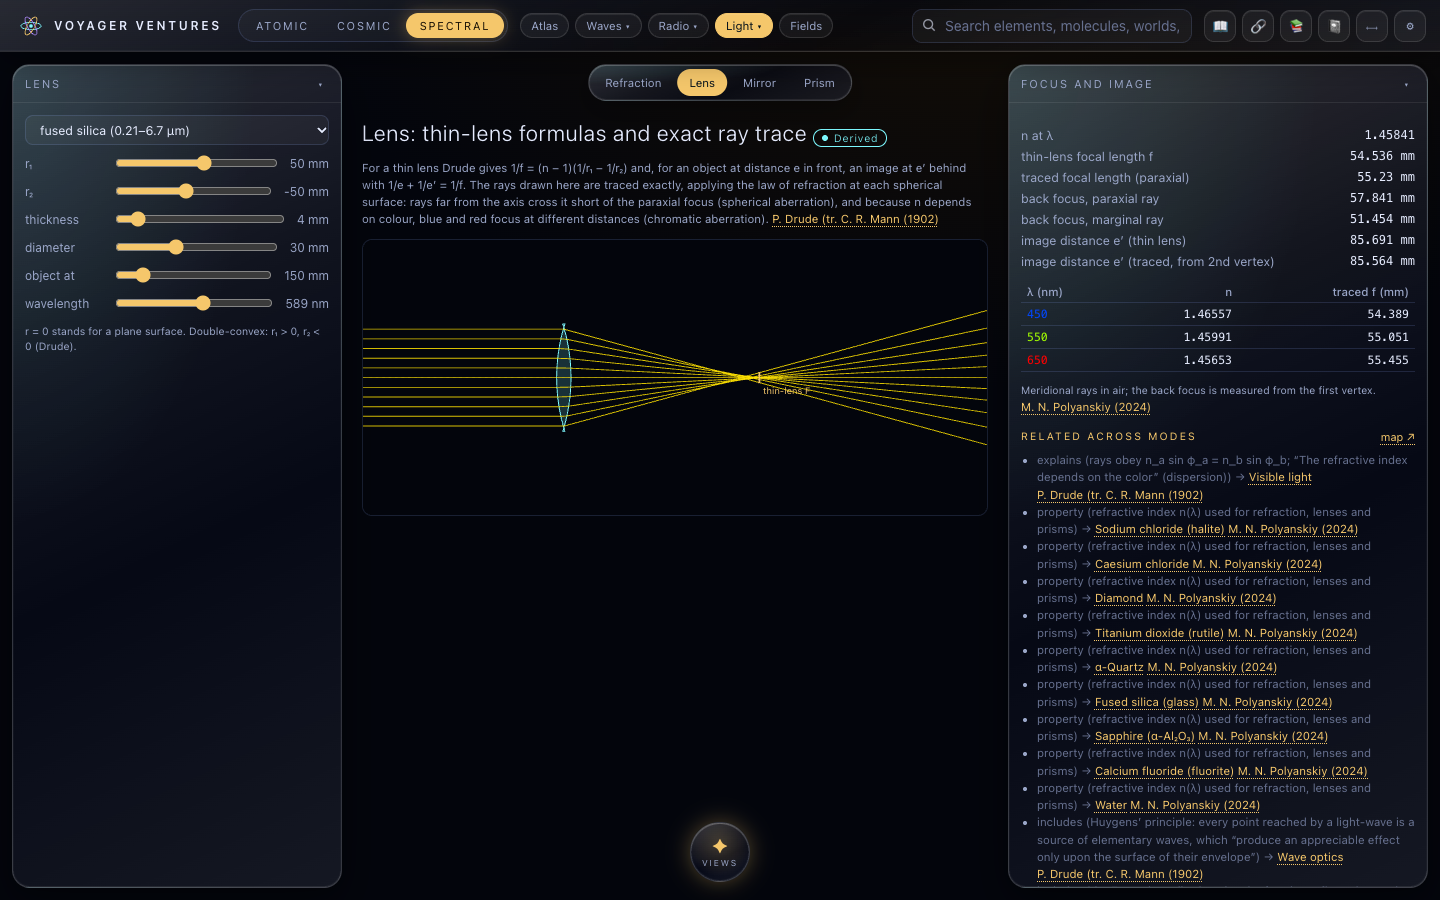 VOYAGER VENTURES
ATOMIC COSMIC SPECTRAL
Atlas Waves Radio Light Fields
Search elements, molecules, worlds,
LENS
fused silica (0.21–6.7 µm)
r₁ 50 mm
r₂ -50 mm
thickness 4 mm
diameter 30 mm
object at 150 mm
wavelength 589 nm
r = 0 stands for a plane surface. Double-convex: r₁ > 0, r₂ <
0 (Drude).
Refraction Lens Mirror Prism
Lens: thin-lens formulas and exact ray trace Derived
For a thin lens Drude gives 1/f = (n − 1)(1/r₁ − 1/r₂) and, for an object at distance e in front, an image at e′ behind
with 1/e + 1/e′ = 1/f. The rays drawn here are traced exactly, applying the law of refraction at each spherical
surface: rays far from the axis cross it short of the paraxial focus (spherical aberration), and because n depends
on colour, blue and red focus at different distances (chromatic aberration). P. Drude (tr. C. R. Mann (1902)
thin-lens f
VIEWS
FOCUS AND IMAGE
n at λ 1.45841
thin-lens focal length f 54.536 mm
traced focal length (paraxial) 55.23 mm
back focus, paraxial ray 57.841 mm
back focus, marginal ray 51.454 mm
image distance e′ (thin lens) 85.691 mm
image distance e′ (traced, from 2nd vertex) 85.564 mm
λ (nm) n traced f (mm)
450 1.46557 54.389
550 1.45991 55.051
650 1.45653 55.455
Meridional rays in air; the back focus is measured from the first vertex.
M. N. Polyanskiy (2024)
RELATED ACROSS MODES map ↗
explains (rays obey n_a sin ϕ_a = n_b sin ϕ_b; “The refractive index
depends on the color” (dispersion)) → Visible light
P. Drude (tr. C. R. Mann (1902)
property (refractive index n(λ) used for refraction, lenses and
prisms) → Sodium chloride (halite) M. N. Polyanskiy (2024)
property (refractive index n(λ) used for refraction, lenses and
prisms) → Caesium chloride M. N. Polyanskiy (2024)
property (refractive index n(λ) used for refraction, lenses and
prisms) → Diamond M. N. Polyanskiy (2024)
property (refractive index n(λ) used for refraction, lenses and
prisms) → Titanium dioxide (rutile) M. N. Polyanskiy (2024)
property (refractive index n(λ) used for refraction, lenses and
prisms) → α-Quartz M. N. Polyanskiy (2024)
property (refractive index n(λ) used for refraction, lenses and
prisms) → Fused silica (glass) M. N. Polyanskiy (2024)
property (refractive index n(λ) used for refraction, lenses and
prisms) → Sapphire (α-Al₂O₃) M. N. Polyanskiy (2024)
property (refractive index n(λ) used for refraction, lenses and
prisms) → Calcium fluoride (fluorite) M. N. Polyanskiy (2024)
property (refractive index n(λ) used for refraction, lenses and
prisms) → Water M. N. Polyanskiy (2024)
includes (Huygens’ principle: every point reached by a light-wave is a
source of elementary waves, which “produce an appreciable effect
only upon the surface of their envelope”) → Wave optics
P. Drude (tr. C. R. Mann (1902)